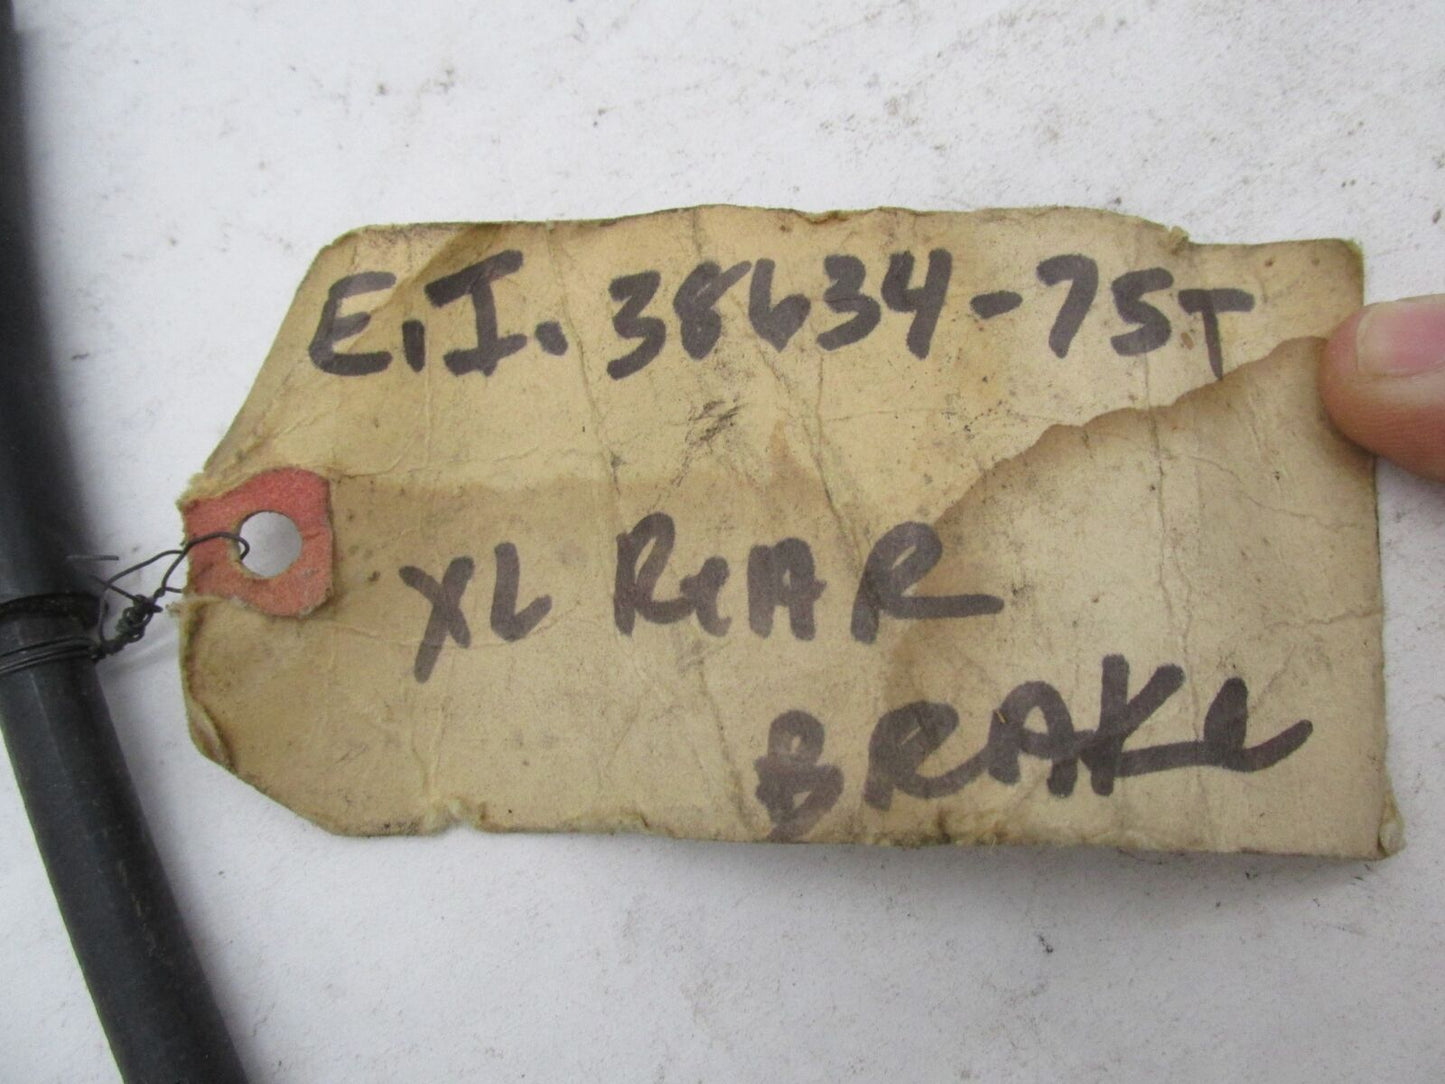 E.I. 38634-75T
XL REAR
BRAKE